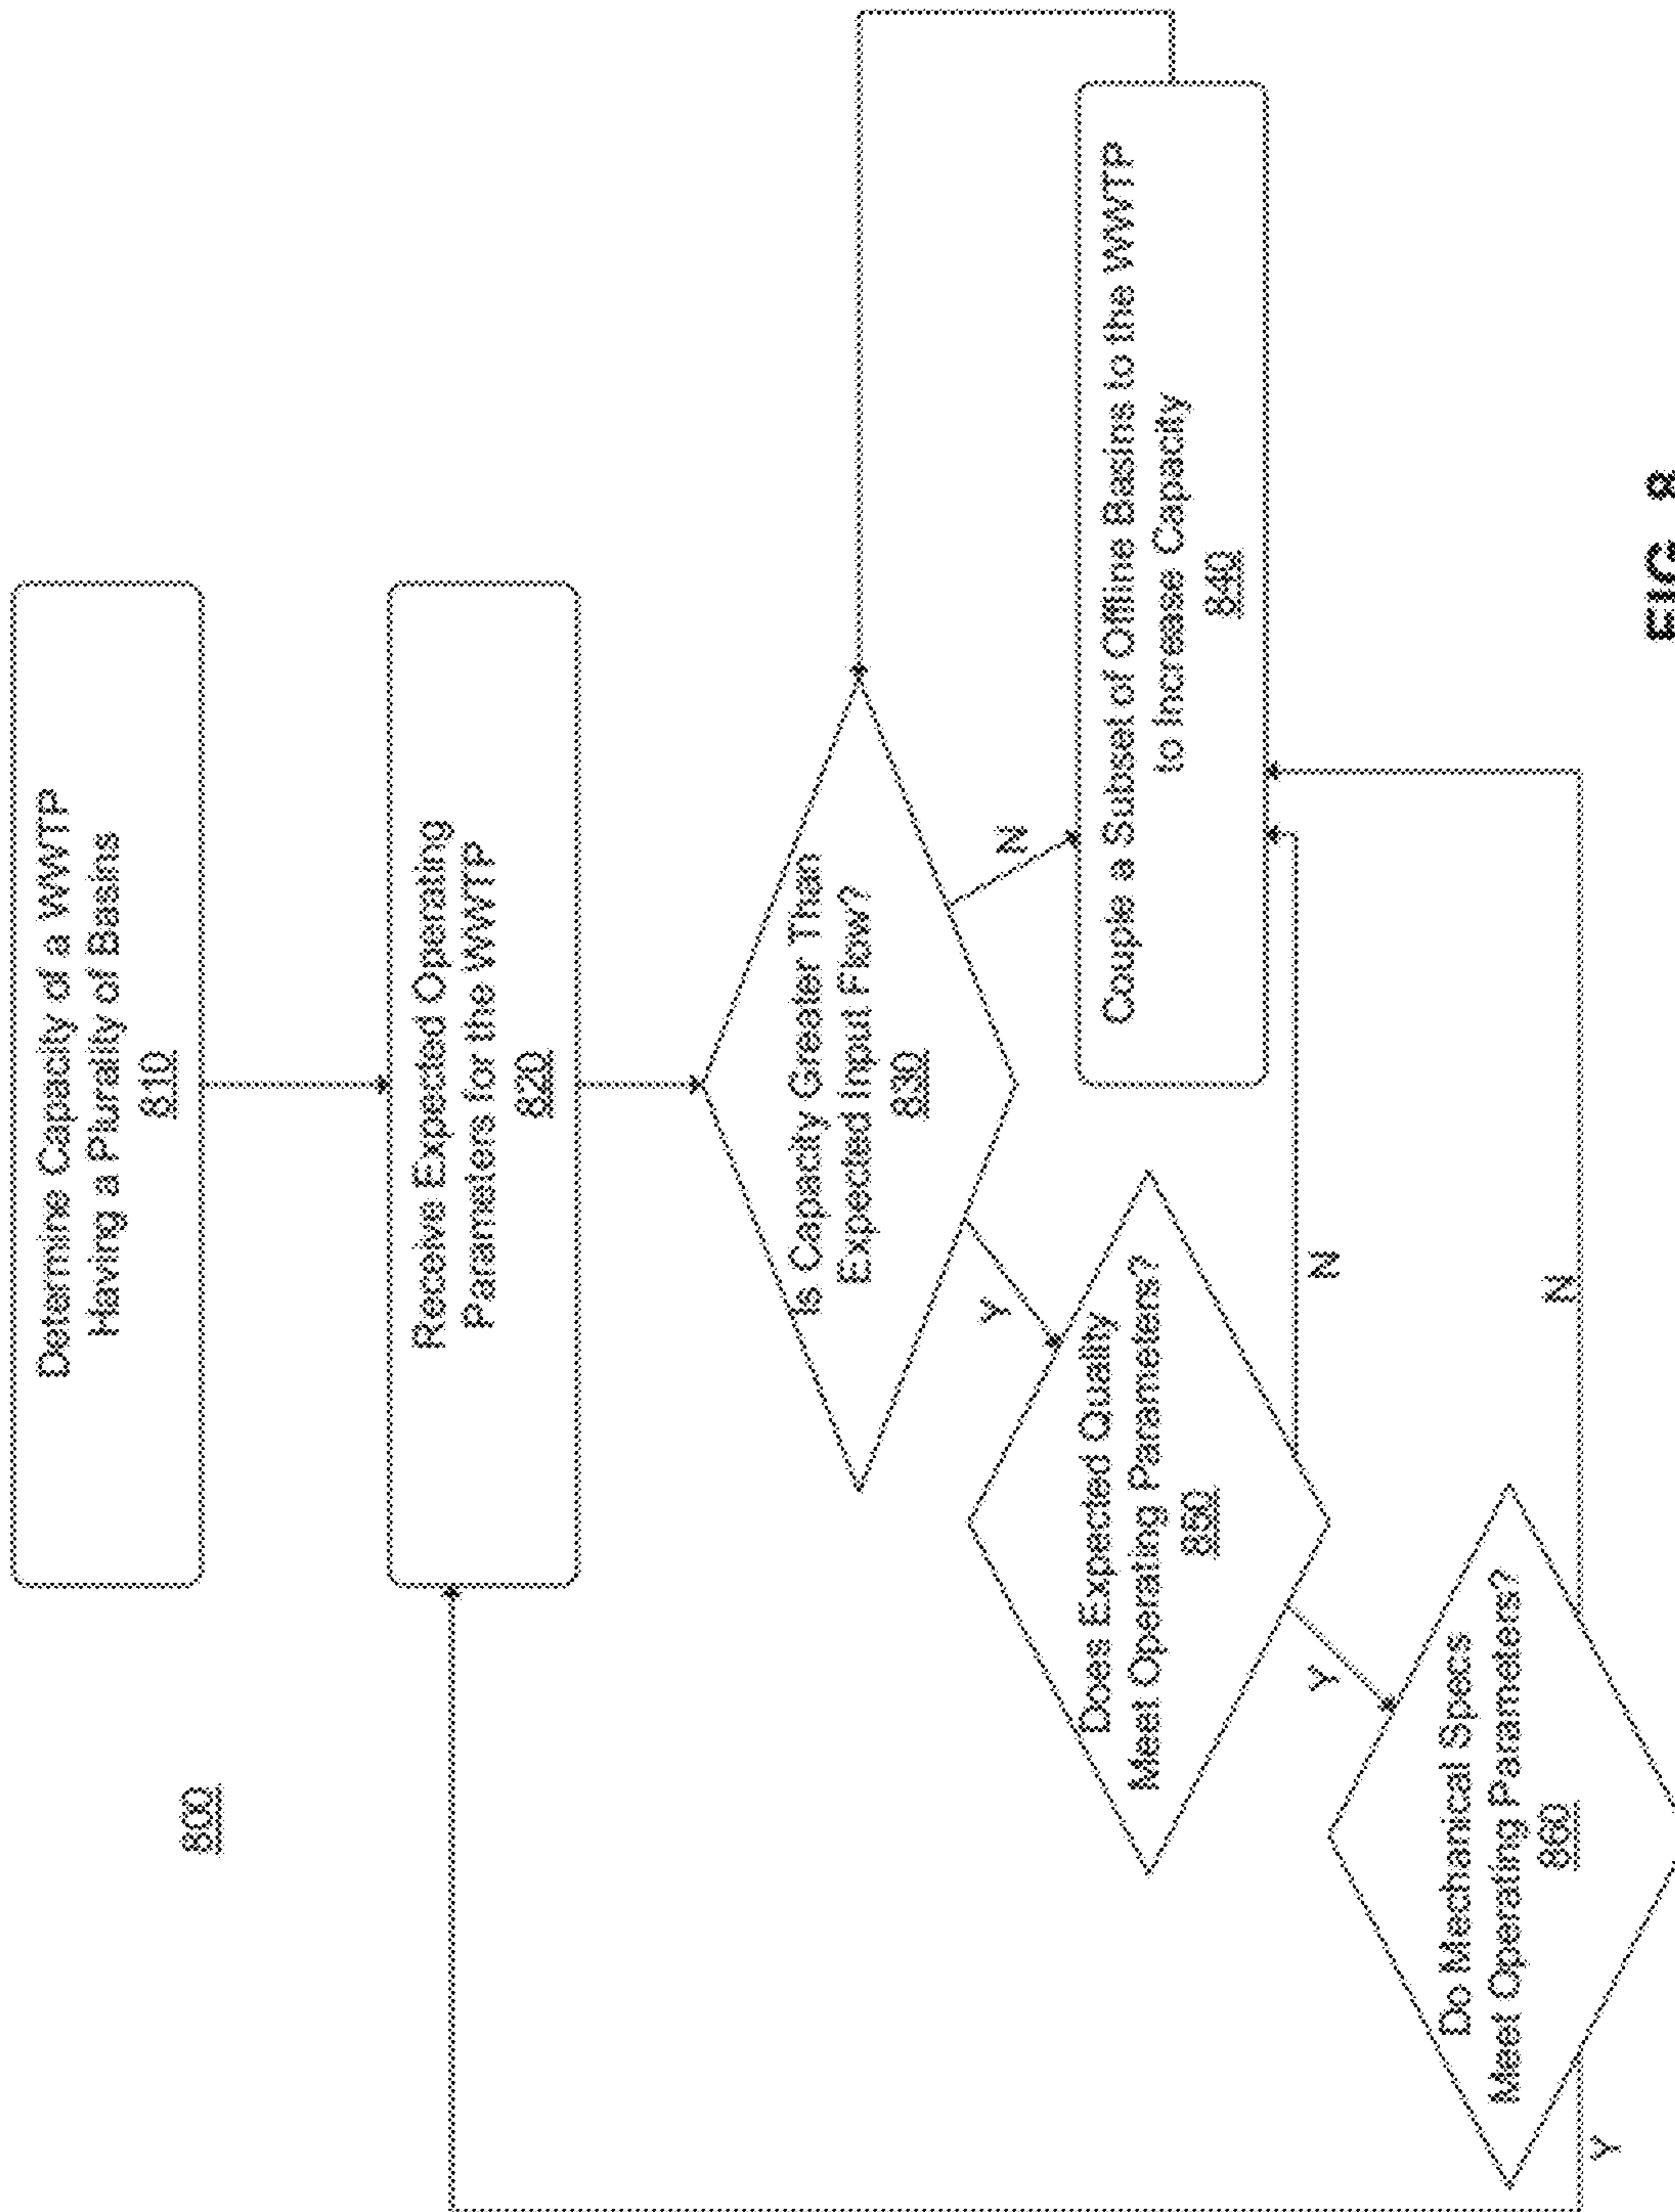 800
Determine Capacity of a WWTP
Having a Plurality of Basins
810
Receive Expected Operating
Parameters for the WWTP
820
Is Capacity Greater Than
Expected Input Flow?
830
N
Y
Couple a Subset of Offline Basins to the WWTP
to Increase Capacity
840
Does Expected Quality
Meet Operating Parameters?
850
N
Y
Do Mechanical Specs
Meet Operating Parameters?
860
N
Y
FIG. 8